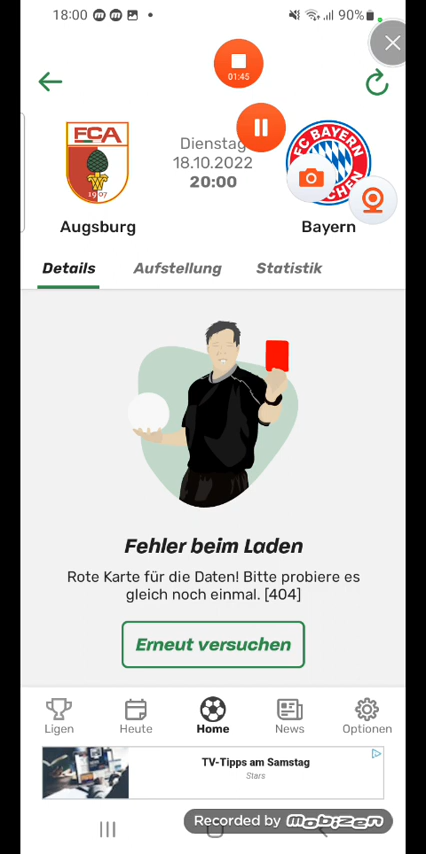 18:00
90%
01:45
FCA
1907
Dienstag
18.10.2022
20:00
FC BAYERN
CHEN
Augsburg
Bayern
Details
Aufstellung
Statistik
Fehler beim Laden
Rote Karte für die Daten! Bitte probiere es
gleich noch einmal. [404]
Erneut versuchen
Ligen
Heute
Home
News
Optionen
TV-Tipps am Samstag
Stars
Recorded by mobizen